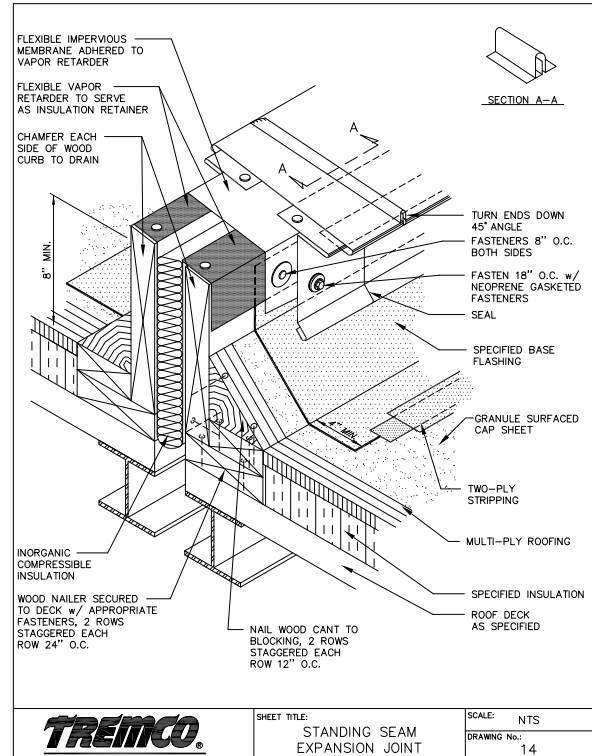 FLEXIBLE IMPERVIOUS
MEMBRANE ADHERED TO
VAPOR RETARDER
FLEXIBLE VAPOR
RETARDER TO SERVE
AS INSULATION RETAINER
CHAMFER EACH
SIDE OF WOOD
CURB TO DRAIN
8" MIN.
INORGANIC
COMPRESSIBLE
INSULATION
WOOD NAILER SECURED
TO DECK w/ APPROPRIATE
FASTENERS, 2 ROWS
STAGGERED EACH
ROW 24" O.C.
NAIL WOOD CANT TO
BLOCKING, 2 ROWS
STAGGERED EACH
ROW 12" O.C.
A
A
SECTION A-A
TURN ENDS DOWN
45° ANGLE
FASTENERS 8" O.C.
BOTH SIDES
FASTEN 18" O.C. w/
NEOPRENE GASKETED
FASTENERS
SEAL
SPECIFIED BASE
FLASHING
4" MIN.
GRANULE SURFACED
CAP SHEET
TWO-PLY
STRIPPING
MULTI-PLY ROOFING
SPECIFIED INSULATION
ROOF DECK
AS SPECIFIED
TREMCO®
SHEET TITLE:
STANDING SEAM
EXPANSION JOINT
SCALE: NTS
DRAWING No.:
14